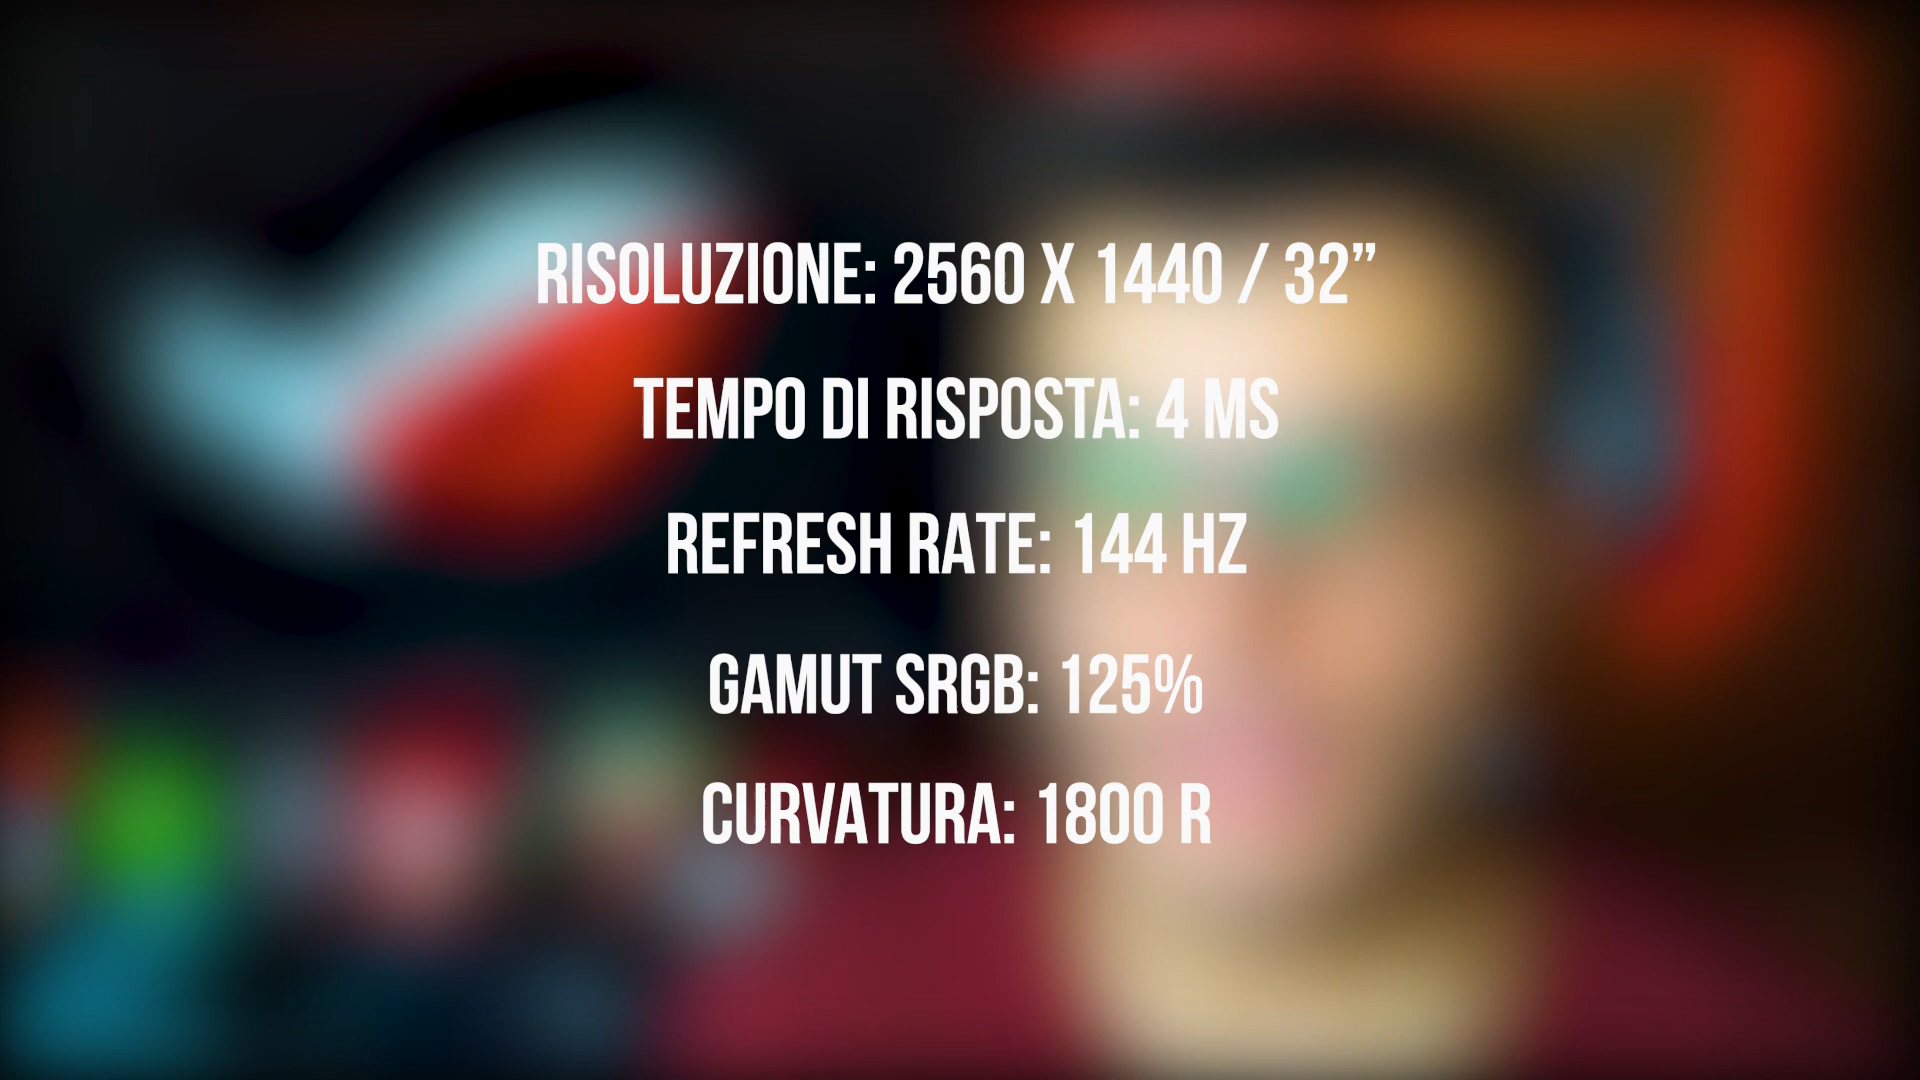 RISOLUZIONE: 2560 X 1440 / 32”
TEMPO DI RISPOSTA: 4 MS
REFRESH RATE: 144 HZ
GAMUT SRGB: 125%
CURVATURA: 1800 R